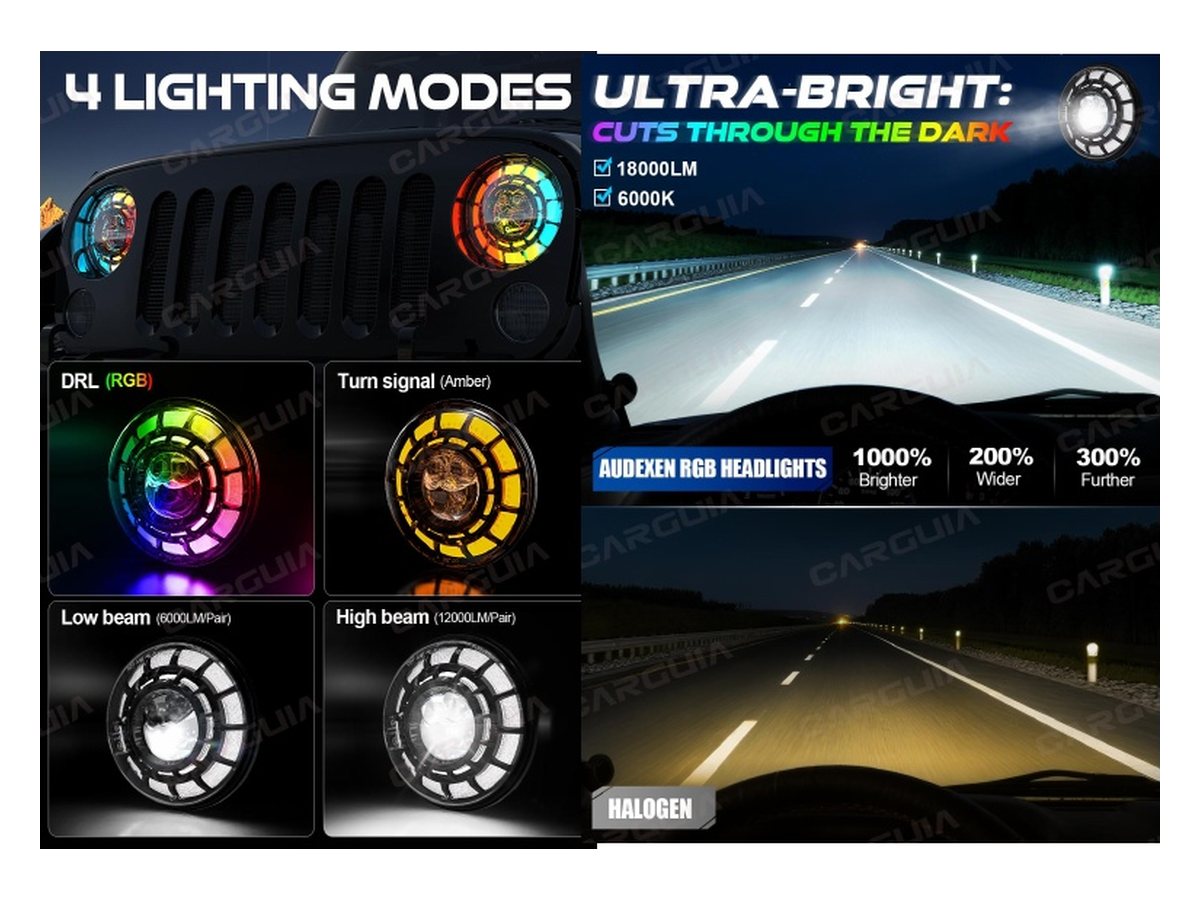 4 LIGHTING MODES
DRL (RGB)
Turn signal (Amber)
Low beam (6000LM/Pair)
High beam (12000LM/Pair)
ULTRA-BRIGHT:
CUTS THROUGH THE DARK
18000LM
6000K
AUDEXEN RGB HEADLIGHTS
1000%
Brighter
200%
Wider
300%
Further
HALOGEN
CARGUIA